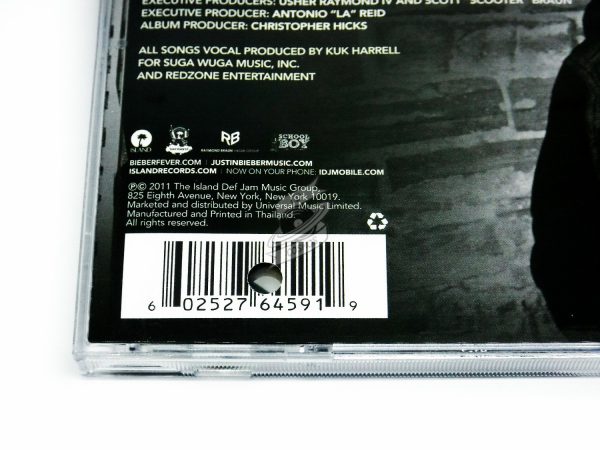 EXECUTIVE PRODUCERS: USHER RAYMOND IV AND SCOTT "SCOOTER" BRAUN
EXECUTIVE PRODUCER: ANTONIO "LA" REID
ALBUM PRODUCER: CHRISTOPHER HICKS
ALL SONGS VOCAL PRODUCED BY KUK HARRELL
FOR SUGA WUGA MUSIC, INC.
AND REDZONE ENTERTAINMENT
ISLAND
RB
RAYMOND BRAUN MEDIA GROUP
SCHOOL
BOY
BIEBERFEVER.COM | JUSTINBIEBERMUSIC.COM
ISLANDRECORDS.COM | NOW ON YOUR PHONE: IDJMOBILE.COM
℗© 2011 The Island Def Jam Music Group,
825 Eighth Avenue, New York, New York 10019.
Marketed and distributed by Universal Music Limited.
Manufactured and Printed in Thailand.
All rights reserved.
6 02527 64591 9